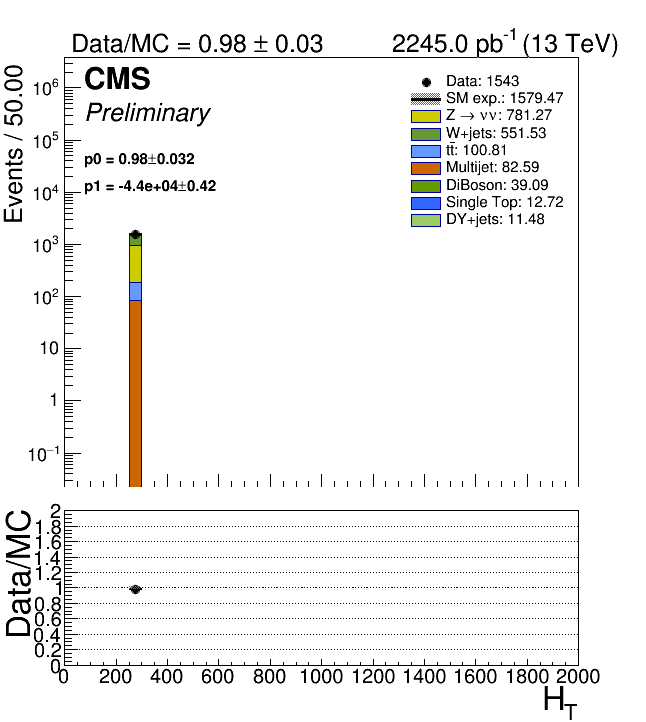 Data/MC = 0.98 ± 0.03
2245.0 pb⁻¹ (13 TeV)
CMS
Preliminary
p0 = 0.98±0.032
p1 = -4.4e+04±0.42
Data: 1543
SM exp.: 1579.47
Z → νν: 781.27
W+jets: 551.53
tt̄: 100.81
Multijet: 82.59
DiBoson: 39.09
Single Top: 12.72
DY+jets: 11.48
Events / 50.00
10⁶
10⁵
10⁴
10³
10²
10
1
10⁻¹
Data/MC
2
1.8
1.6
1.4
1.2
1
0.8
0.6
0.4
0.2
0
0 200 400 600 800 1000 1200 1400 1600 1800 2000
H_T